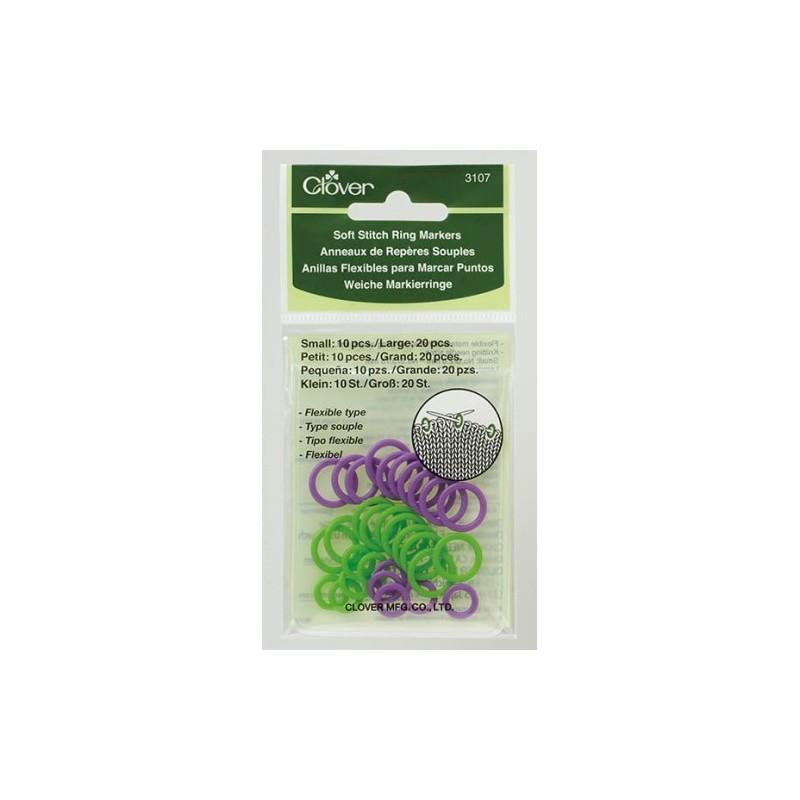 Clover
3107
Soft Stitch Ring Markers
Anneaux de Repères Souples
Anillas Flexibles para Marcar Puntos
Weiche Markierringe
Small: 10 pcs./Large: 20 pcs.
Petit: 10 pces./Grand: 20 pces.
Pequeña: 10 pzs./Grande: 20 pzs.
Klein: 10 St./Groß: 20 St.
- Flexible type
- Type souple
- Tipo flexible
- Flexibel
CLOVER MFG. CO., LTD.